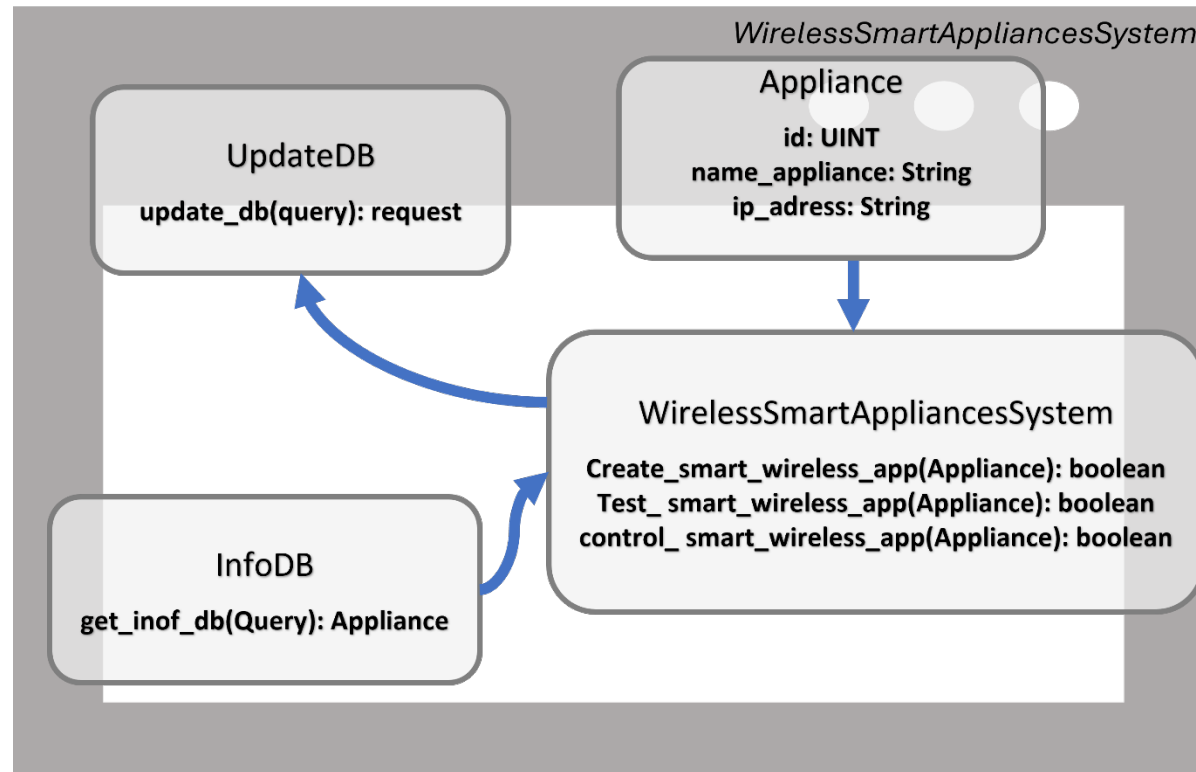 WirelessSmartAppliancesSystem
Appliance
id: UINT
name_appliance: String
ip_adress: String
UpdateDB
update_db(query): request
WirelessSmartAppliancesSystem
Create_smart_wireless_app(Appliance): boolean
Test_ smart_wireless_app(Appliance): boolean
control_ smart_wireless_app(Appliance): boolean
InfoDB
get_inof_db(Query): Appliance